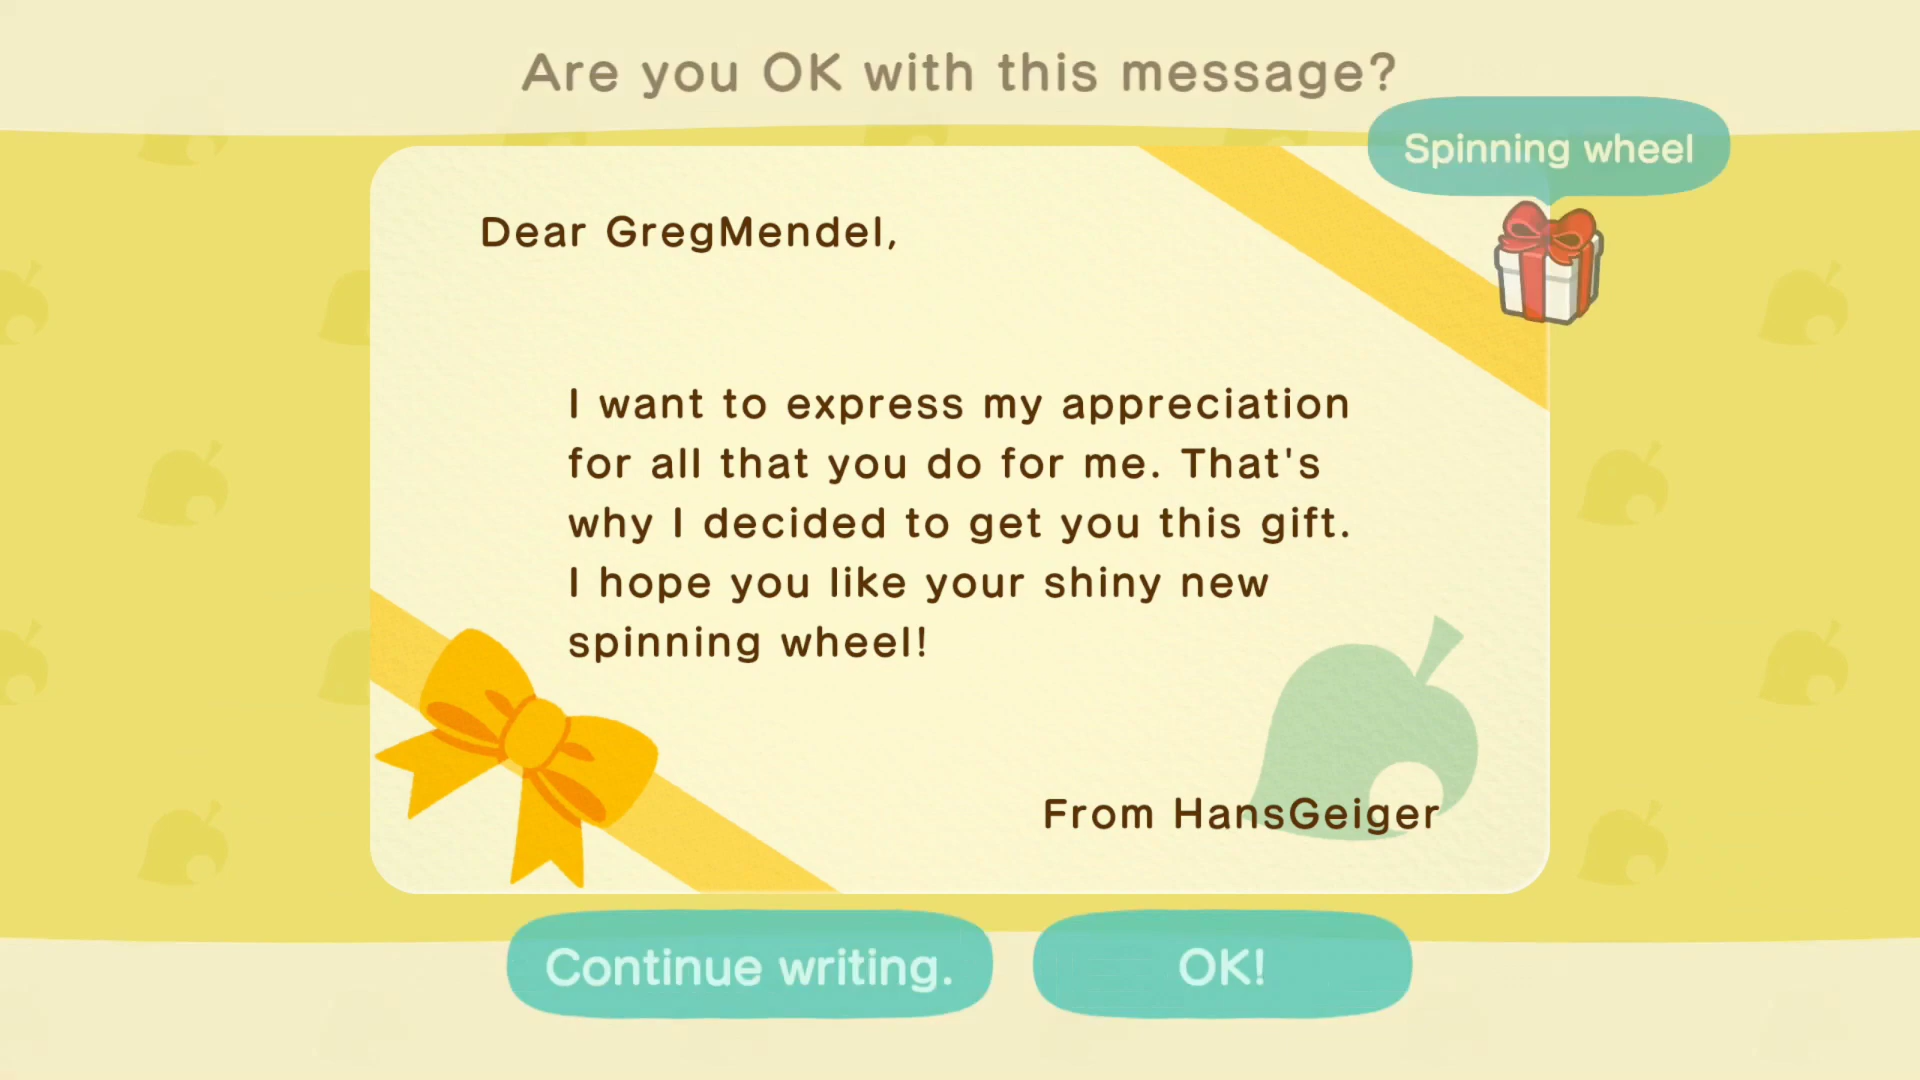 Are you OK with this message?
Spinning wheel
Dear GregMendel,
I want to express my appreciation
for all that you do for me. That's
why I decided to get you this gift.
I hope you like your shiny new
spinning wheel!
From HansGeiger
Continue writing.
OK!